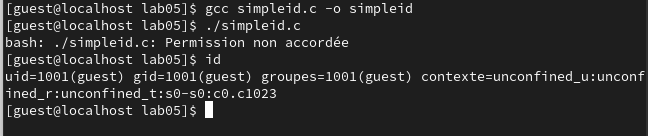 [guest@localhost lab05]$ gcc simpleid.c -o simpleid
[guest@localhost lab05]$ ./simpleid.c
bash: ./simpleid.c: Permission non accordée
[guest@localhost lab05]$ id
uid=1001(guest) gid=1001(guest) groupes=1001(guest) contexte=unconfined_u:unconf
ined_r:unconfined_t:s0-s0:c0.c1023
[guest@localhost lab05]$